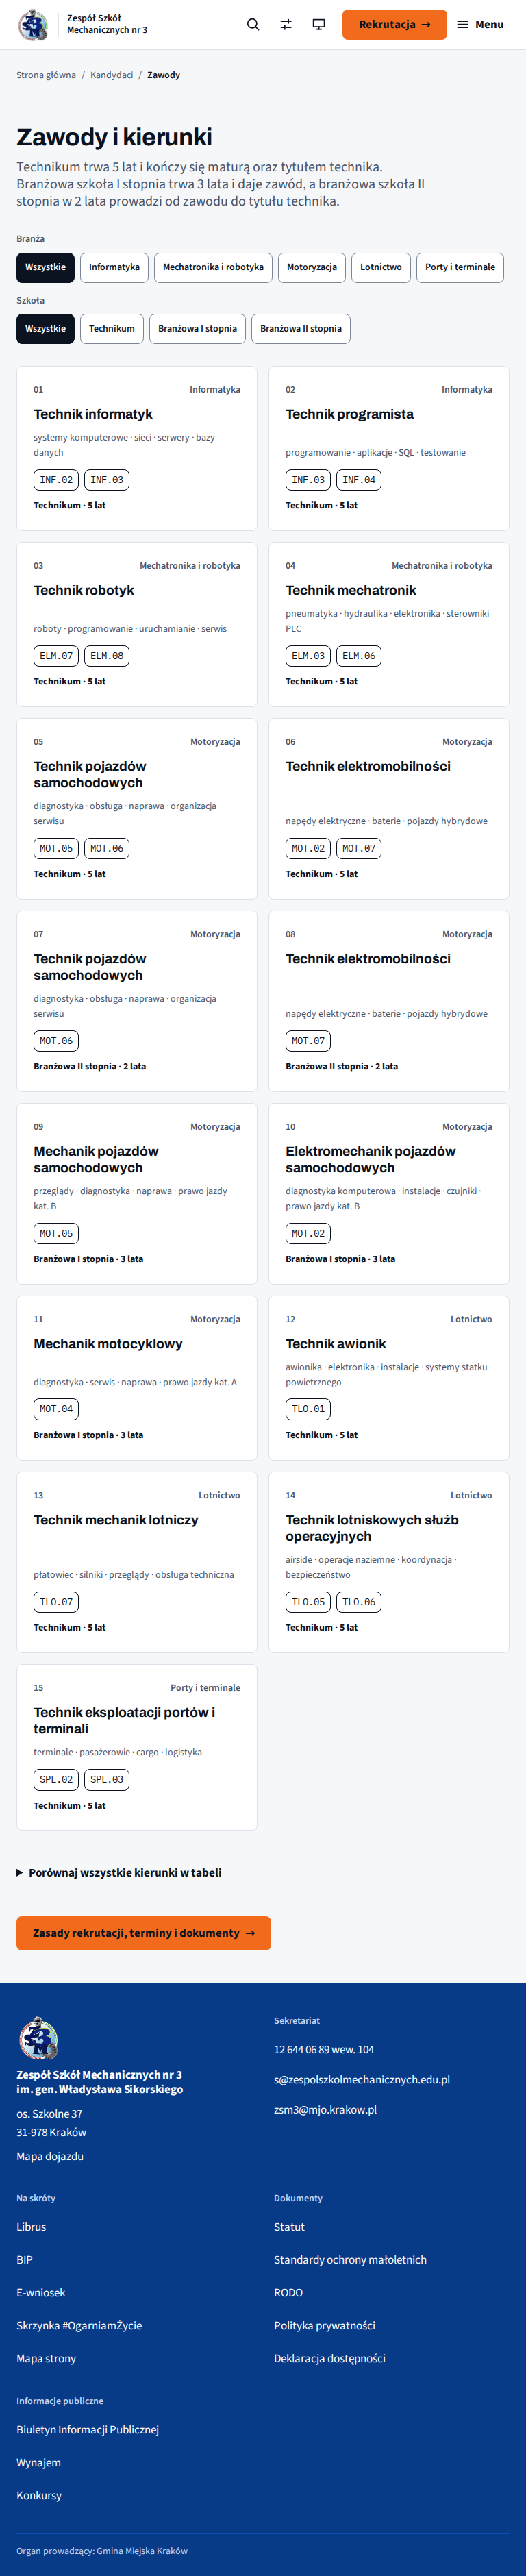 Zespół Szkół
Mechanicznych nr 3
Rekrutacja →
Menu
Strona główna / Kandydaci / Zawody
Zawody i kierunki
Technikum trwa 5 lat i kończy się maturą oraz tytułem technika.
Branżowa szkoła I stopnia trwa 3 lata i daje zawód, a branżowa szkoła II
stopnia w 2 lata prowadzi od zawodu do tytułu technika.
Branża
Wszystkie Informatyka Mechatronika i robotyka Motoryzacja Lotnictwo Porty i terminale
Szkoła
Wszystkie Technikum Branżowa I stopnia Branżowa II stopnia
01 Informatyka
Technik informatyk
systemy komputerowe · sieci · serwery · bazy
danych
INF.02 INF.03
Technikum · 5 lat
02 Informatyka
Technik programista
programowanie · aplikacje · SQL · testowanie
INF.03 INF.04
Technikum · 5 lat
03 Mechatronika i robotyka
Technik robotyk
roboty · programowanie · uruchamianie · serwis
ELM.07 ELM.08
Technikum · 5 lat
04 Mechatronika i robotyka
Technik mechatronik
pneumatyka · hydraulika · elektronika · sterowniki
PLC
ELM.03 ELM.06
Technikum · 5 lat
05 Motoryzacja
Technik pojazdów
samochodowych
diagnostyka · obsługa · naprawa · organizacja
serwisu
MOT.05 MOT.06
Technikum · 5 lat
06 Motoryzacja
Technik elektromobilności
napędy elektryczne · baterie · pojazdy hybrydowe
MOT.02 MOT.07
Technikum · 5 lat
07 Motoryzacja
Technik pojazdów
samochodowych
diagnostyka · obsługa · naprawa · organizacja
serwisu
MOT.06
Branżowa II stopnia · 2 lata
08 Motoryzacja
Technik elektromobilności
napędy elektryczne · baterie · pojazdy hybrydowe
MOT.07
Branżowa II stopnia · 2 lata
09 Motoryzacja
Mechanik pojazdów
samochodowych
przeglądy · diagnostyka · naprawa · prawo jazdy
kat. B
MOT.05
Branżowa I stopnia · 3 lata
10 Motoryzacja
Elektromechanik pojazdów
samochodowych
diagnostyka komputerowa · instalacje · czujniki ·
prawo jazdy kat. B
MOT.02
Branżowa I stopnia · 3 lata
11 Motoryzacja
Mechanik motocyklowy
diagnostyka · serwis · naprawa · prawo jazdy kat. A
MOT.04
Branżowa I stopnia · 3 lata
12 Lotnictwo
Technik awionik
awionika · elektronika · instalacje · systemy statku
powietrznego
TLO.01
Technikum · 5 lat
13 Lotnictwo
Technik mechanik lotniczy
płatowiec · silniki · przeglądy · obsługa techniczna
TLO.07
Technikum · 5 lat
14 Lotnictwo
Technik lotniskowych służb
operacyjnych
airside · operacje naziemne · koordynacja ·
bezpieczeństwo
TLO.05 TLO.06
Technikum · 5 lat
15 Porty i terminale
Technik eksploatacji portów i
terminali
terminale · pasażerowie · cargo · logistyka
SPL.02 SPL.03
Technikum · 5 lat
Porównaj wszystkie kierunki w tabeli
Zasady rekrutacji, terminy i dokumenty →
Zespół Szkół Mechanicznych nr 3
im. gen. Władysława Sikorskiego
os. Szkolne 37
31-978 Kraków
Mapa dojazdu
Sekretariat
12 644 06 89 wew. 104
s@zespolszkolmechanicznych.edu.pl
zsm3@mjo.krakow.pl
Na skróty
Librus
BIP
E-wniosek
Skrzynka #OgarniamŻycie
Mapa strony
Dokumenty
Statut
Standardy ochrony małoletnich
RODO
Polityka prywatności
Deklaracja dostępności
Informacje publiczne
Biuletyn Informacji Publicznej
Wynajem
Konkursy
Organ prowadzący: Gmina Miejska Kraków